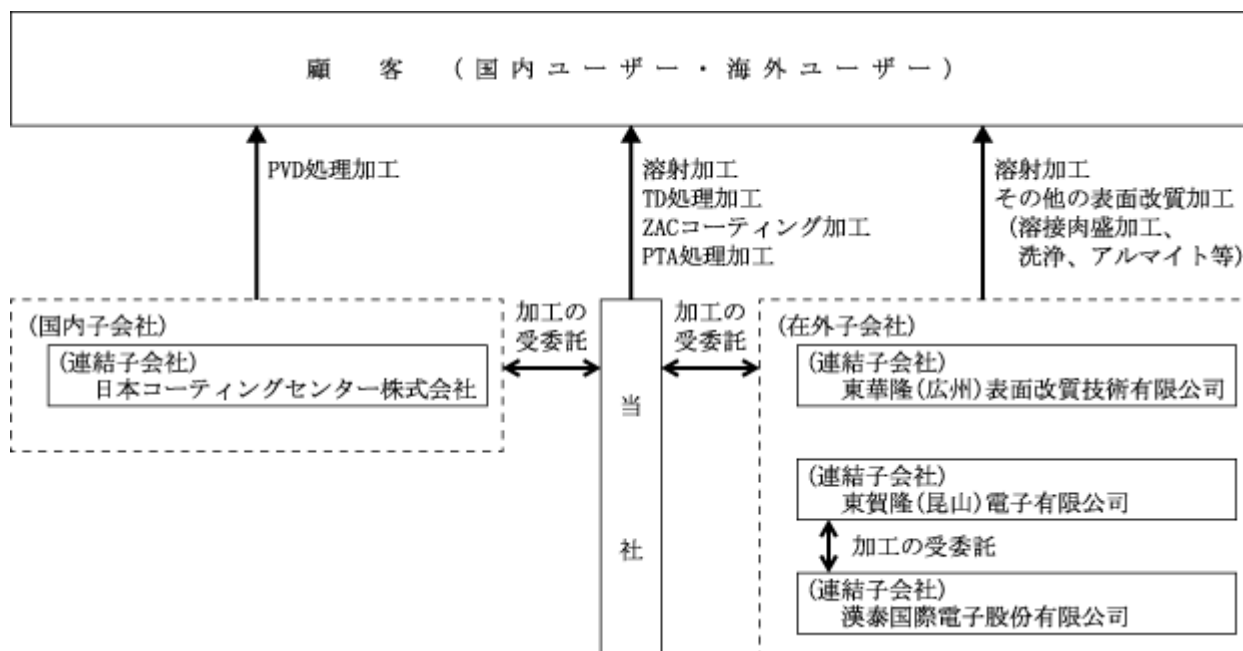 顧客(国内ユーザー・海外ユーザー)
PVD処理加工
溶射加工
TD処理加工
ZACコーティング加工
PTA処理加工
溶射加工
その他の表面改質加工
(溶接肉盛加工、
洗浄、アルマイト等)
(国内子会社)
(連結子会社)
日本コーティングセンター株式会社
加工の
受委託
当
社
加工の
受委託
(在外子会社)
(連結子会社)
東華隆(広州)表面改質技術有限公司
(連結子会社)
東賀隆(昆山)電子有限公司
加工の受委託
(連結子会社)
漢泰国際電子股份有限公司